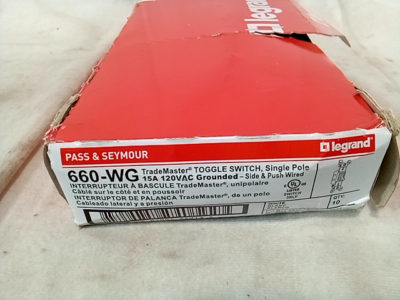 legrand
PASS & SEYMOUR
legrand
660-WG TradeMaster® TOGGLE SWITCH, Single Pole
15A 120VAC Grounded – Side & Push Wired
INTERRUPTEUR À BASCULE TradeMaster®, unipolaire
Câblé sur le côté et en poussoir
INTERRUPTOR DE PALANCA TradeMaster®, de un polo
Cableado lateral y a presión
UL
LISTED
QTY.
10